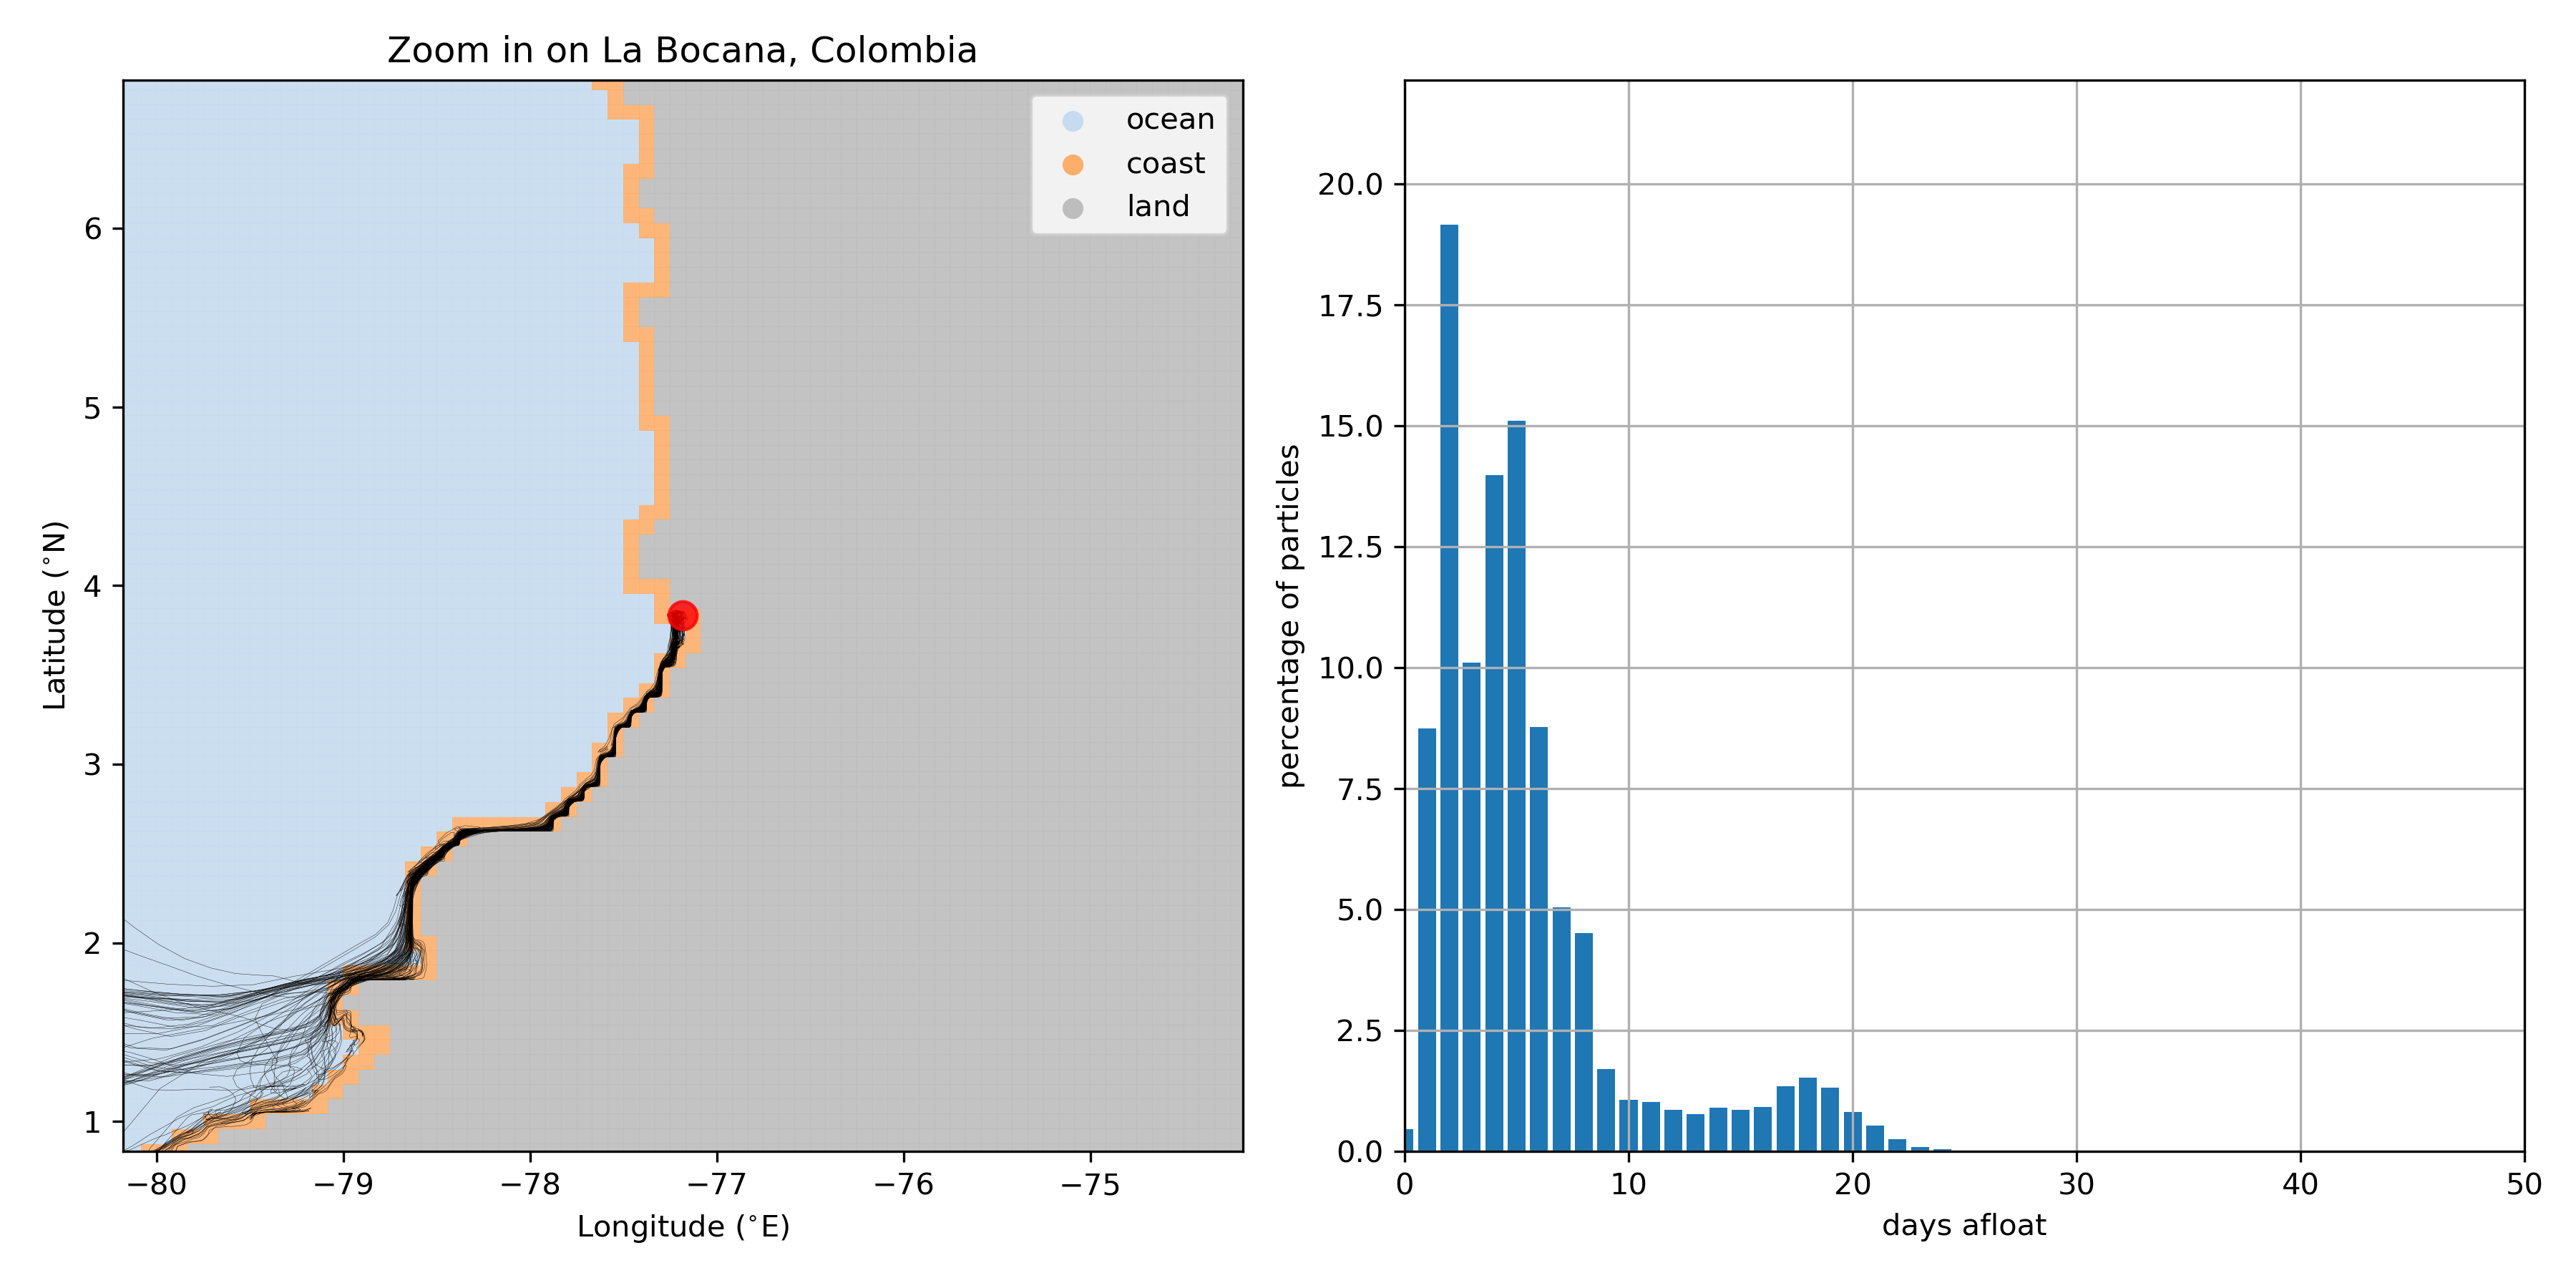 Zoom in on La Bocana, Colombia
ocean
coast
land
6
5
4
3
2
1
Latitude (°N)
−80 −79 −78 −77 −76 −75
Longitude (°E)
20.0
17.5
15.0
12.5
10.0
7.5
5.0
2.5
0.0
percentage of particles
0 10 20 30 40 50
days afloat